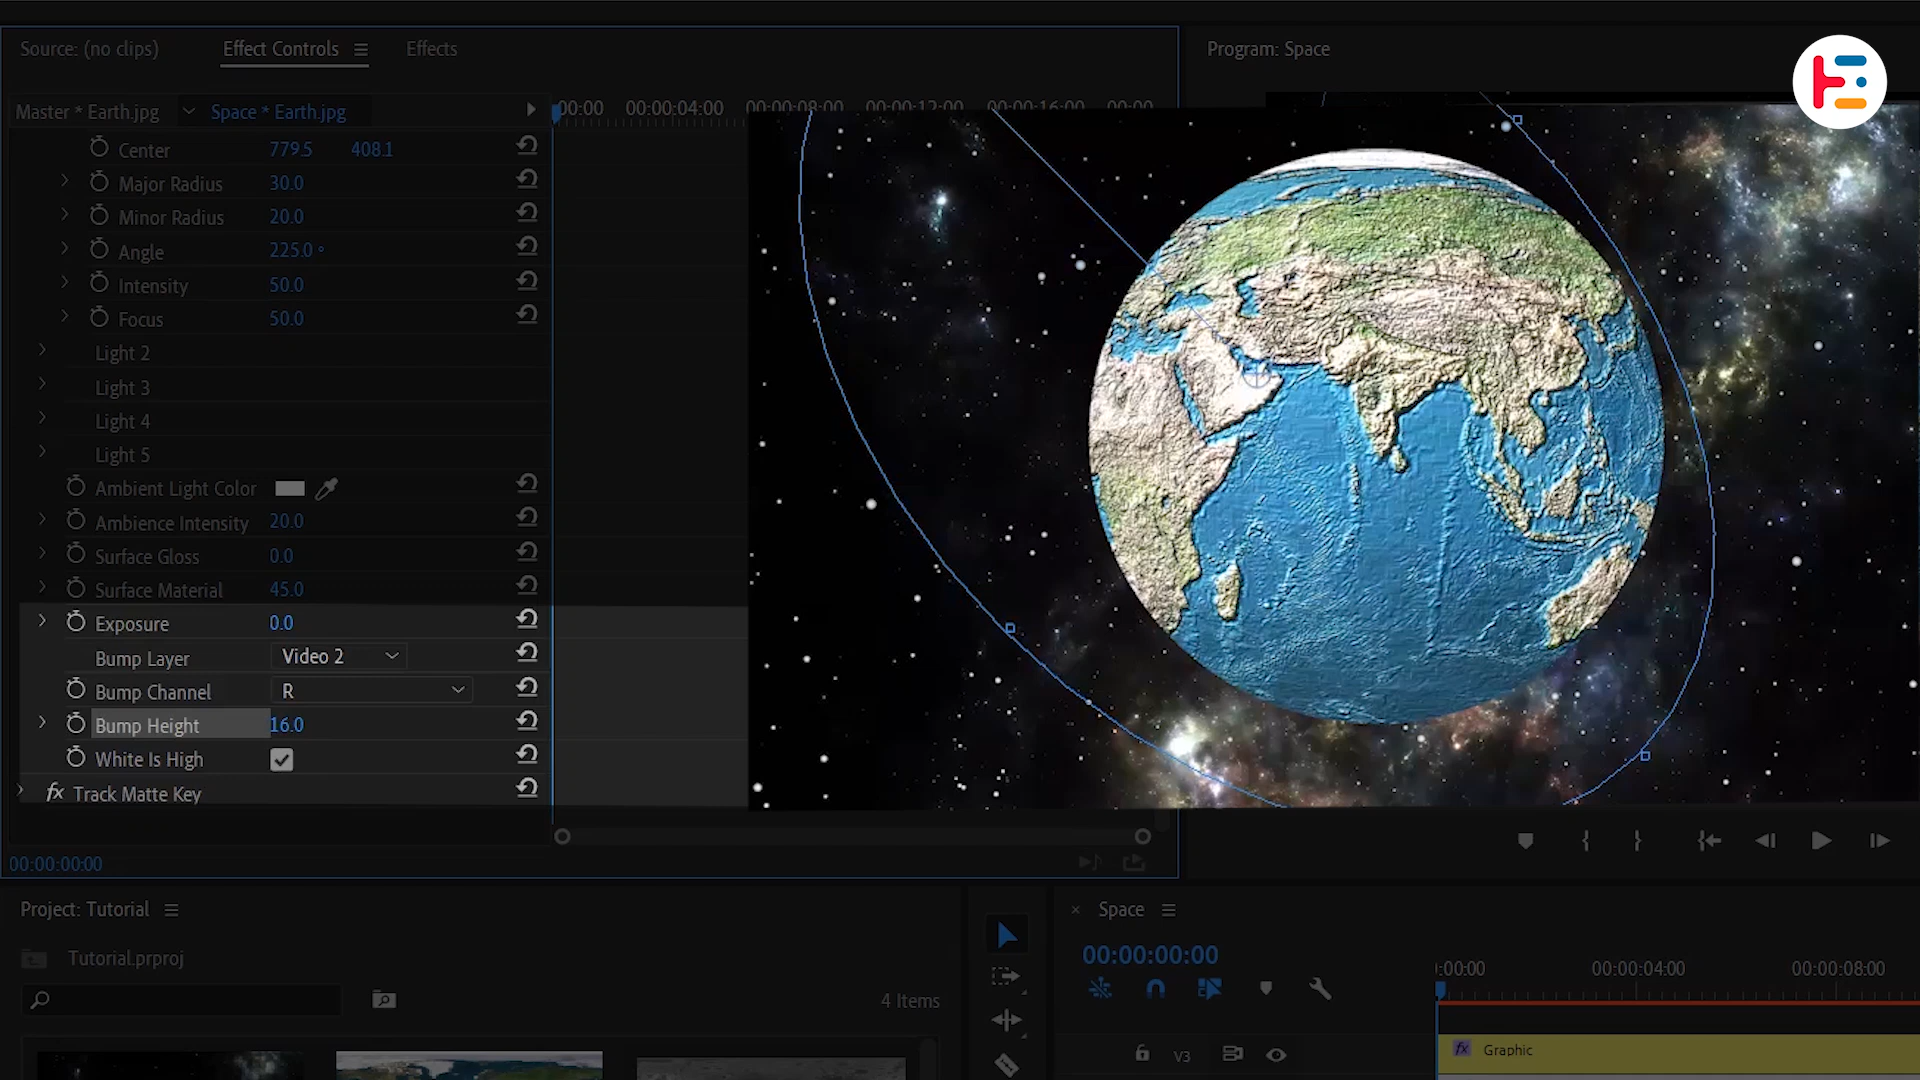 Source: (no clips)
Effect Controls
Effects
Program: Space
Master * Earth.jpg
Space * Earth.jpg
:00:00
00:00:04:00
00:00:08:00
00:00:12:00
00:00:16:00
00:00
Center 779.5 408.1
Major Radius 30.0
Minor Radius 20.0
Angle 225.0 °
Intensity 50.0
Focus 50.0
Light 2
Light 3
Light 4
Light 5
Ambient Light Color
Ambience Intensity 20.0
Surface Gloss 0.0
Surface Material 45.0
Exposure 0.0
Bump Layer Video 2
Bump Channel R
Bump Height 16.0
White Is High
fx Track Matte Key
00:00:00:00
Project: Tutorial
Tutorial.prproj
4 Items
Space
00:00:00:00
:00:00
00:00:04:00
00:00:08:00
V3
fx Graphic